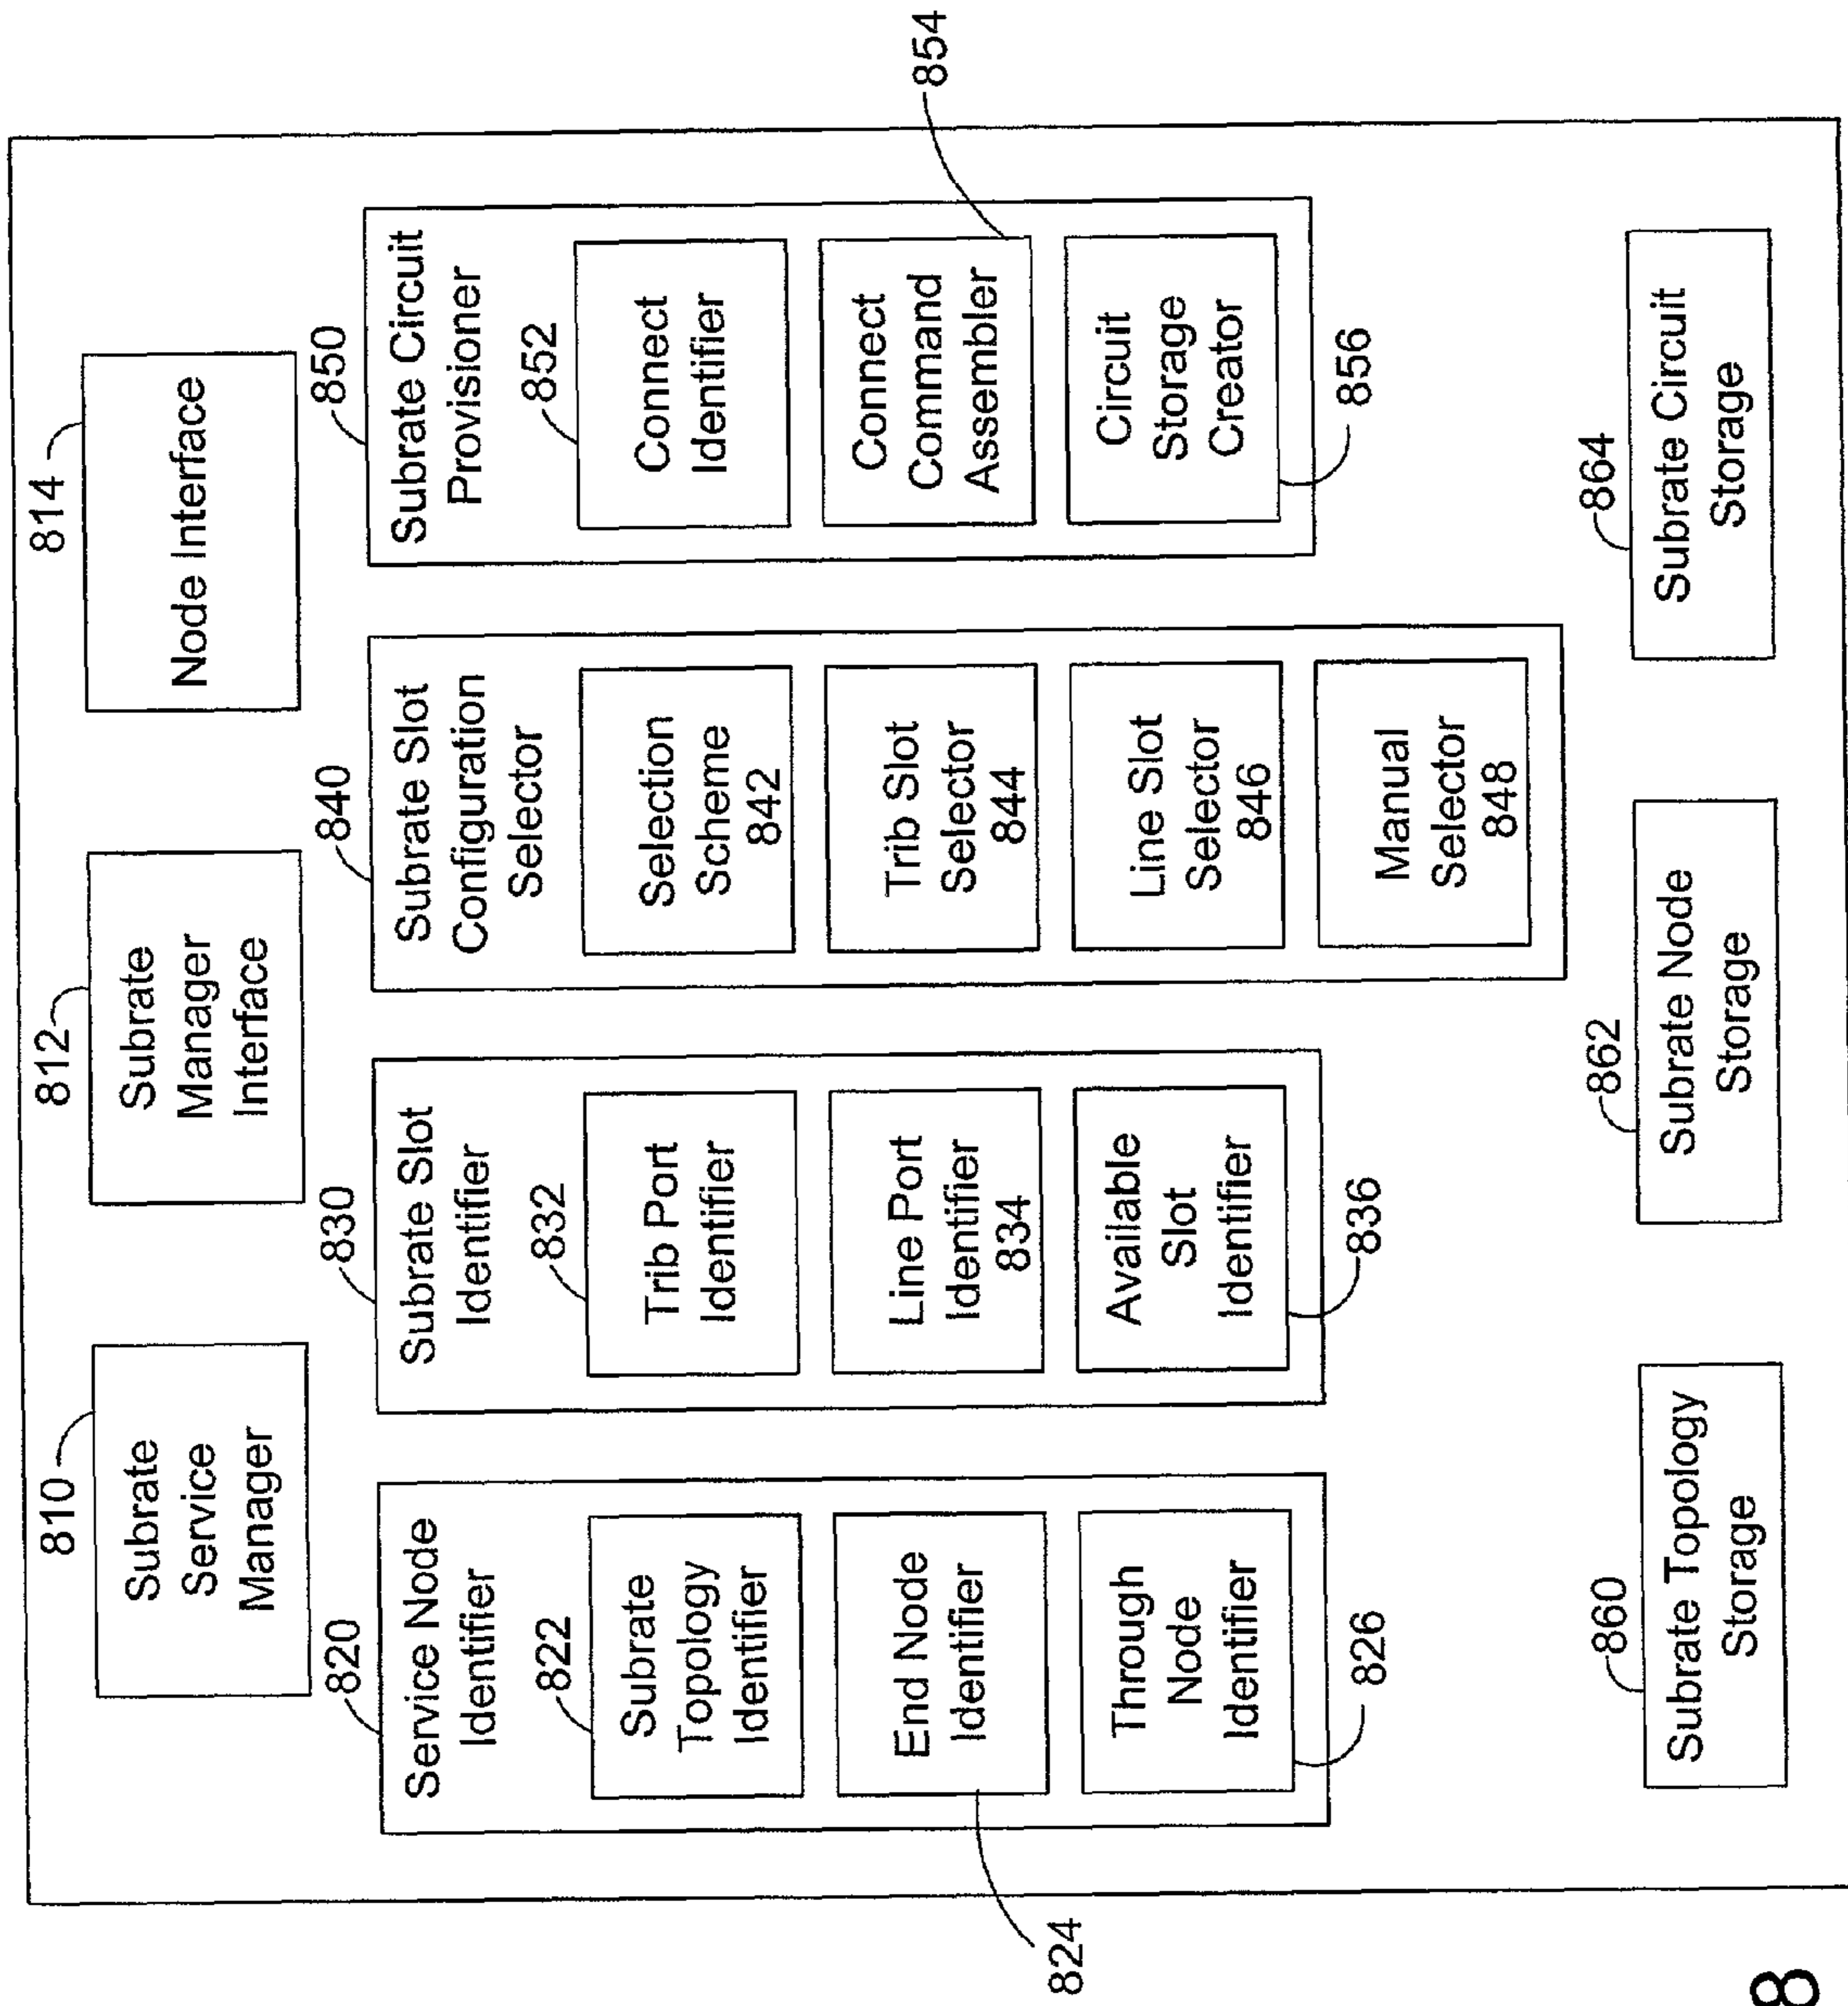 810
Subrate
Service
Manager
812
Subrate
Manager
Interface
814
Node Interface
820
Service Node
Identifier
822
Subrate
Topology
Identifier
End Node
Identifier
824
Through
Node
Identifier
826
830
Subrate Slot
Identifier
832
Trib Port
Identifier
Line Port
Identifier
834
Available
Slot
Identifier
836
840
Subrate Slot
Configuration
Selector
Selection
Scheme
842
Trib Slot
Selector
844
Line Slot
Selector
846
Manual
Selector
848
850
Subrate Circuit
Provisioner
852
Connect
Identifier
Connect
Command
Assembler
854
Circuit
Storage
Creator
856
860
Subrate Topology
Storage
862
Subrate Node
Storage
864
Subrate Circuit
Storage
8